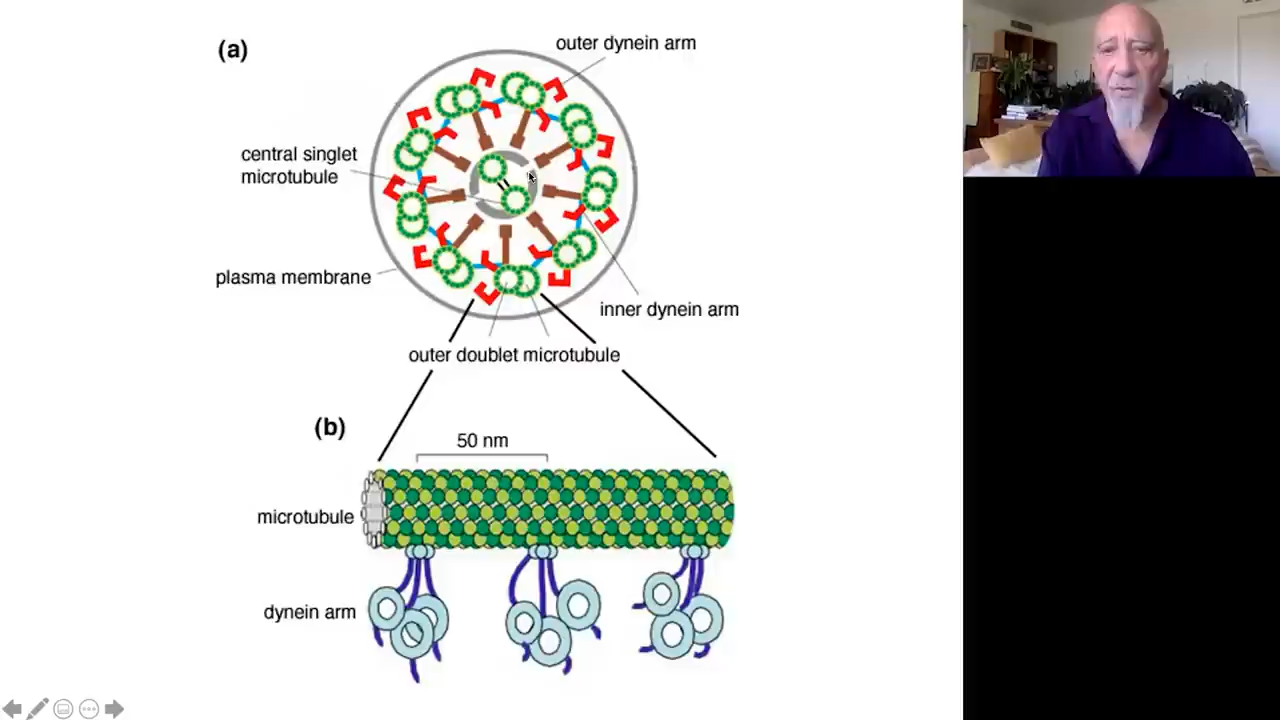 (a)
outer dynein arm
central singlet
microtubule
plasma membrane
inner dynein arm
outer doublet microtubule
(b)
50 nm
microtubule
dynein arm